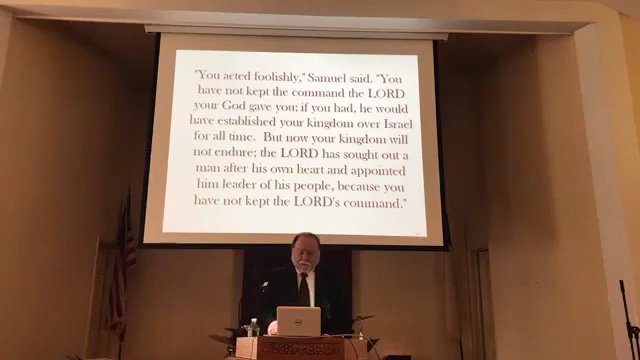 "You acted foolishly," Samuel said. "You
have not kept the command the LORD
your God gave you; if you had, he would
have established your kingdom over Israel
for all time.  But now your kingdom will
not endure; the LORD has sought out a
man after his own heart and appointed
him leader of his people, because you
have not kept the LORD's command."